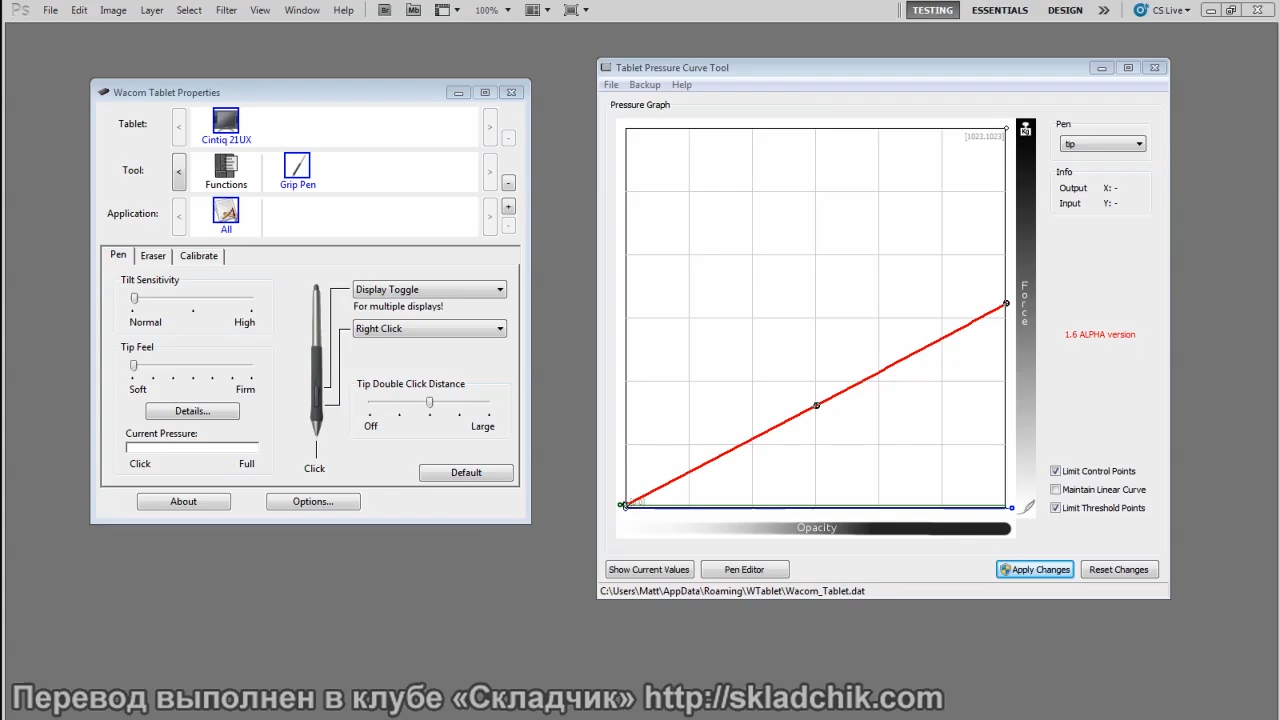 Ps File Edit Image Layer Select Filter View Window Help Br Mb 100% TESTING ESSENTIALS DESIGN CS Live
Wacom Tablet Properties
Tablet:
Cintiq 21UX
Tool:
Functions
Grip Pen
Application:
All
Pen Eraser Calibrate
Tilt Sensitivity
Normal High
Tip Feel
Soft Firm
Details...
Current Pressure:
Click Full
Display Toggle
For multiple displays!
Right Click
Tip Double Click Distance
Off Large
Click
Default
About Options...
Tablet Pressure Curve Tool
File Backup Help
Pressure Graph
[1023,1023]
Force
Opacity
Pen
tip
Info
Output X: -
Input Y: -
1.6 ALPHA version
Limit Control Points
Maintain Linear Curve
Limit Threshold Points
Show Current Values Pen Editor Apply Changes Reset Changes
C:\Users\Matt\AppData\Roaming\WTablet\Wacom_Tablet.dat
Перевод выполнен в клубе «Складчик» http://skladchik.com